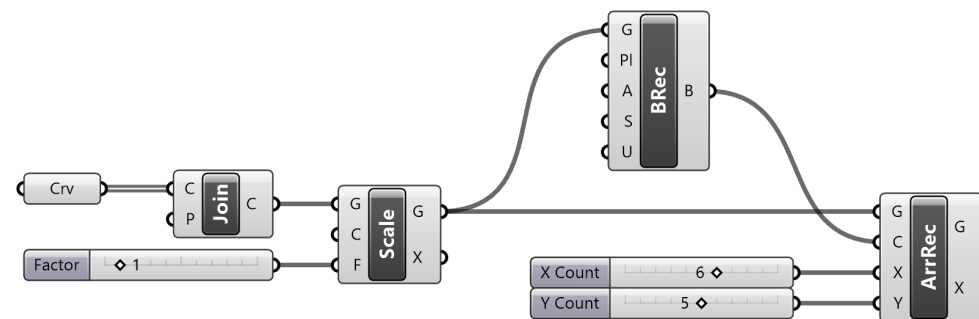 G
Pl
A
S
U
BRec
B
Crv
C
P
Join
C
G
C
F
Scale
G
X
Factor 1
X Count 6
Y Count 5
G
C
X
Y
ArrRec
G
X